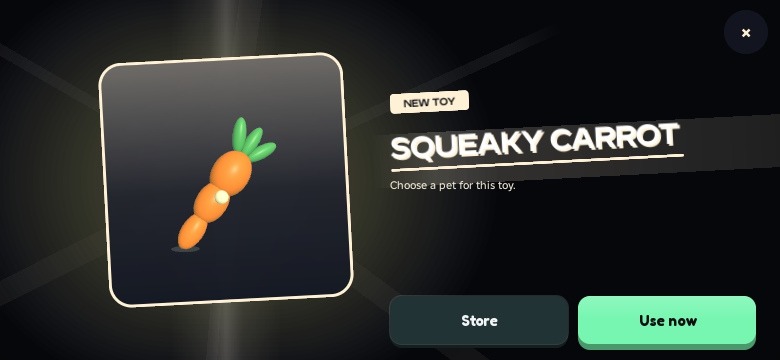 ×
NEW TOY
SQUEAKY CARROT
Choose a pet for this toy.
Store
Use now